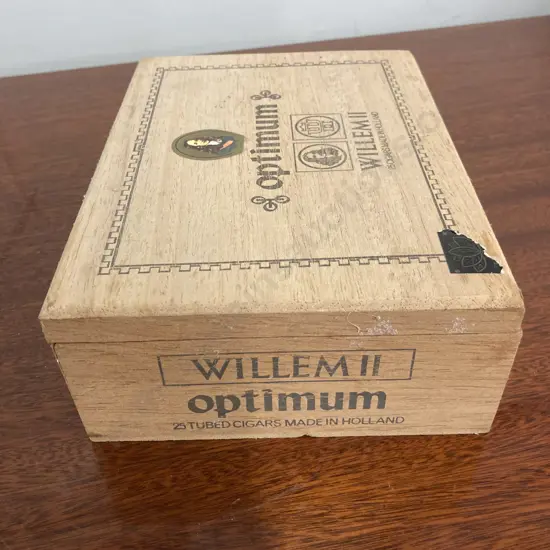 optimum
WILLEM II
WILLEM II
optimum
25 TUBED CIGARS MADE IN HOLLAND